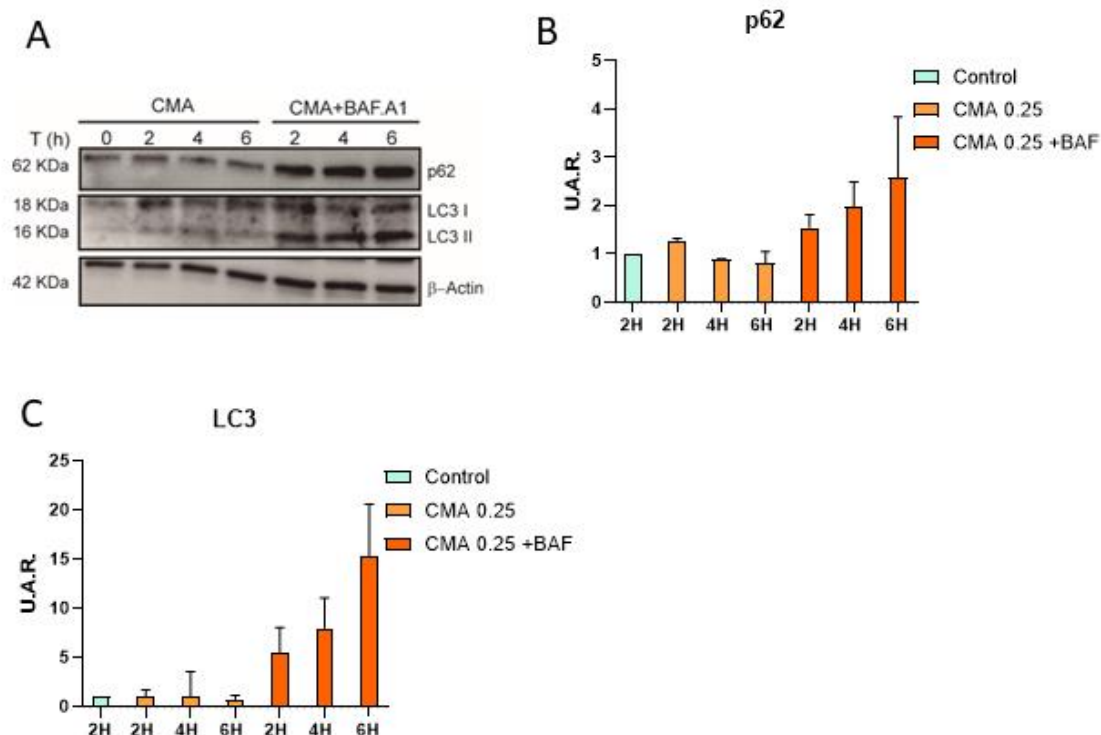 A
CMA CMA+BAF.A1
T (h) 0 2 4 6 2 4 6
62 KDa p62
18 KDa LC3 I
16 KDa LC3 II
42 KDa β-Actin
B
p62
U.A.R.
5
4
3
2
1
0
2H 2H 4H 6H 2H 4H 6H
Control
CMA 0.25
CMA 0.25 +BAF
C
LC3
U.A.R.
25
20
15
10
5
0
2H 2H 4H 6H 2H 4H 6H
Control
CMA 0.25
CMA 0.25 +BAF